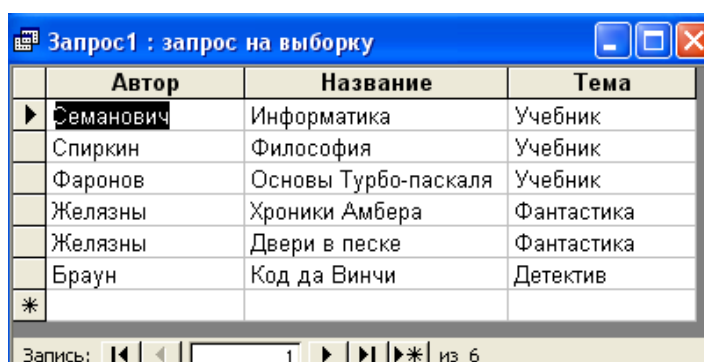 Запрос1 : запрос на выборку
Автор Название Тема
Семанович Информатика Учебник
Спиркин Философия Учебник
Фаронов Основы Турбо-паскаля Учебник
Желязны Хроники Амбера Фантастика
Желязны Двери в песке Фантастика
Браун Код да Винчи Детектив
Запись: 1 из 6